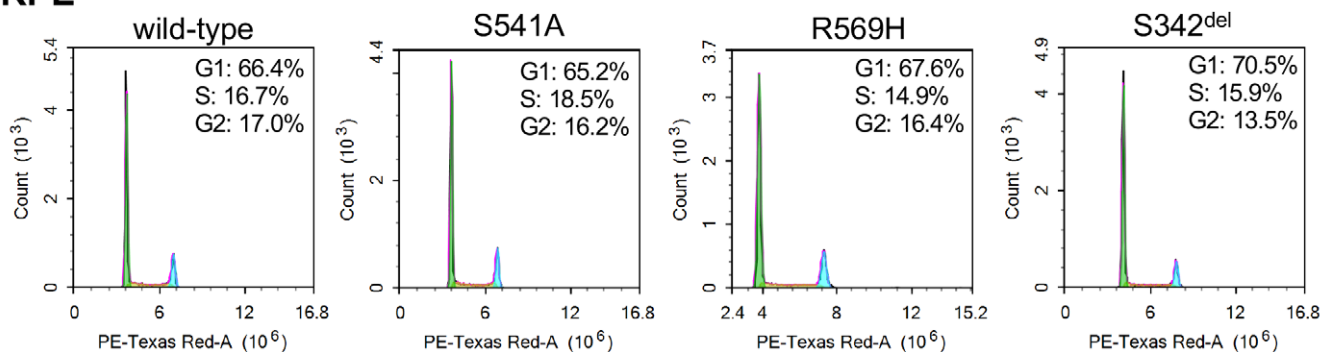 wild-type
5.4
4
2
0
Count (10³)
G1: 66.4%
S: 16.7%
G2: 17.0%
0 6 12 16.8
PE-Texas Red-A (10⁶)
S541A
4.4
2
0
Count (10³)
G1: 65.2%
S: 18.5%
G2: 16.2%
0 6 12 16.8
PE-Texas Red-A (10⁶)
R569H
3.7
3
2
1
0
Count (10³)
G1: 67.6%
S: 14.9%
G2: 16.4%
2.4 4 8 12 15.2
PE-Texas Red-A (10⁶)
S342ᵈᵉˡ
4.9
4
2
0
Count (10³)
G1: 70.5%
S: 15.9%
G2: 13.5%
0 6 12 16.8
PE-Texas Red-A (10⁶)